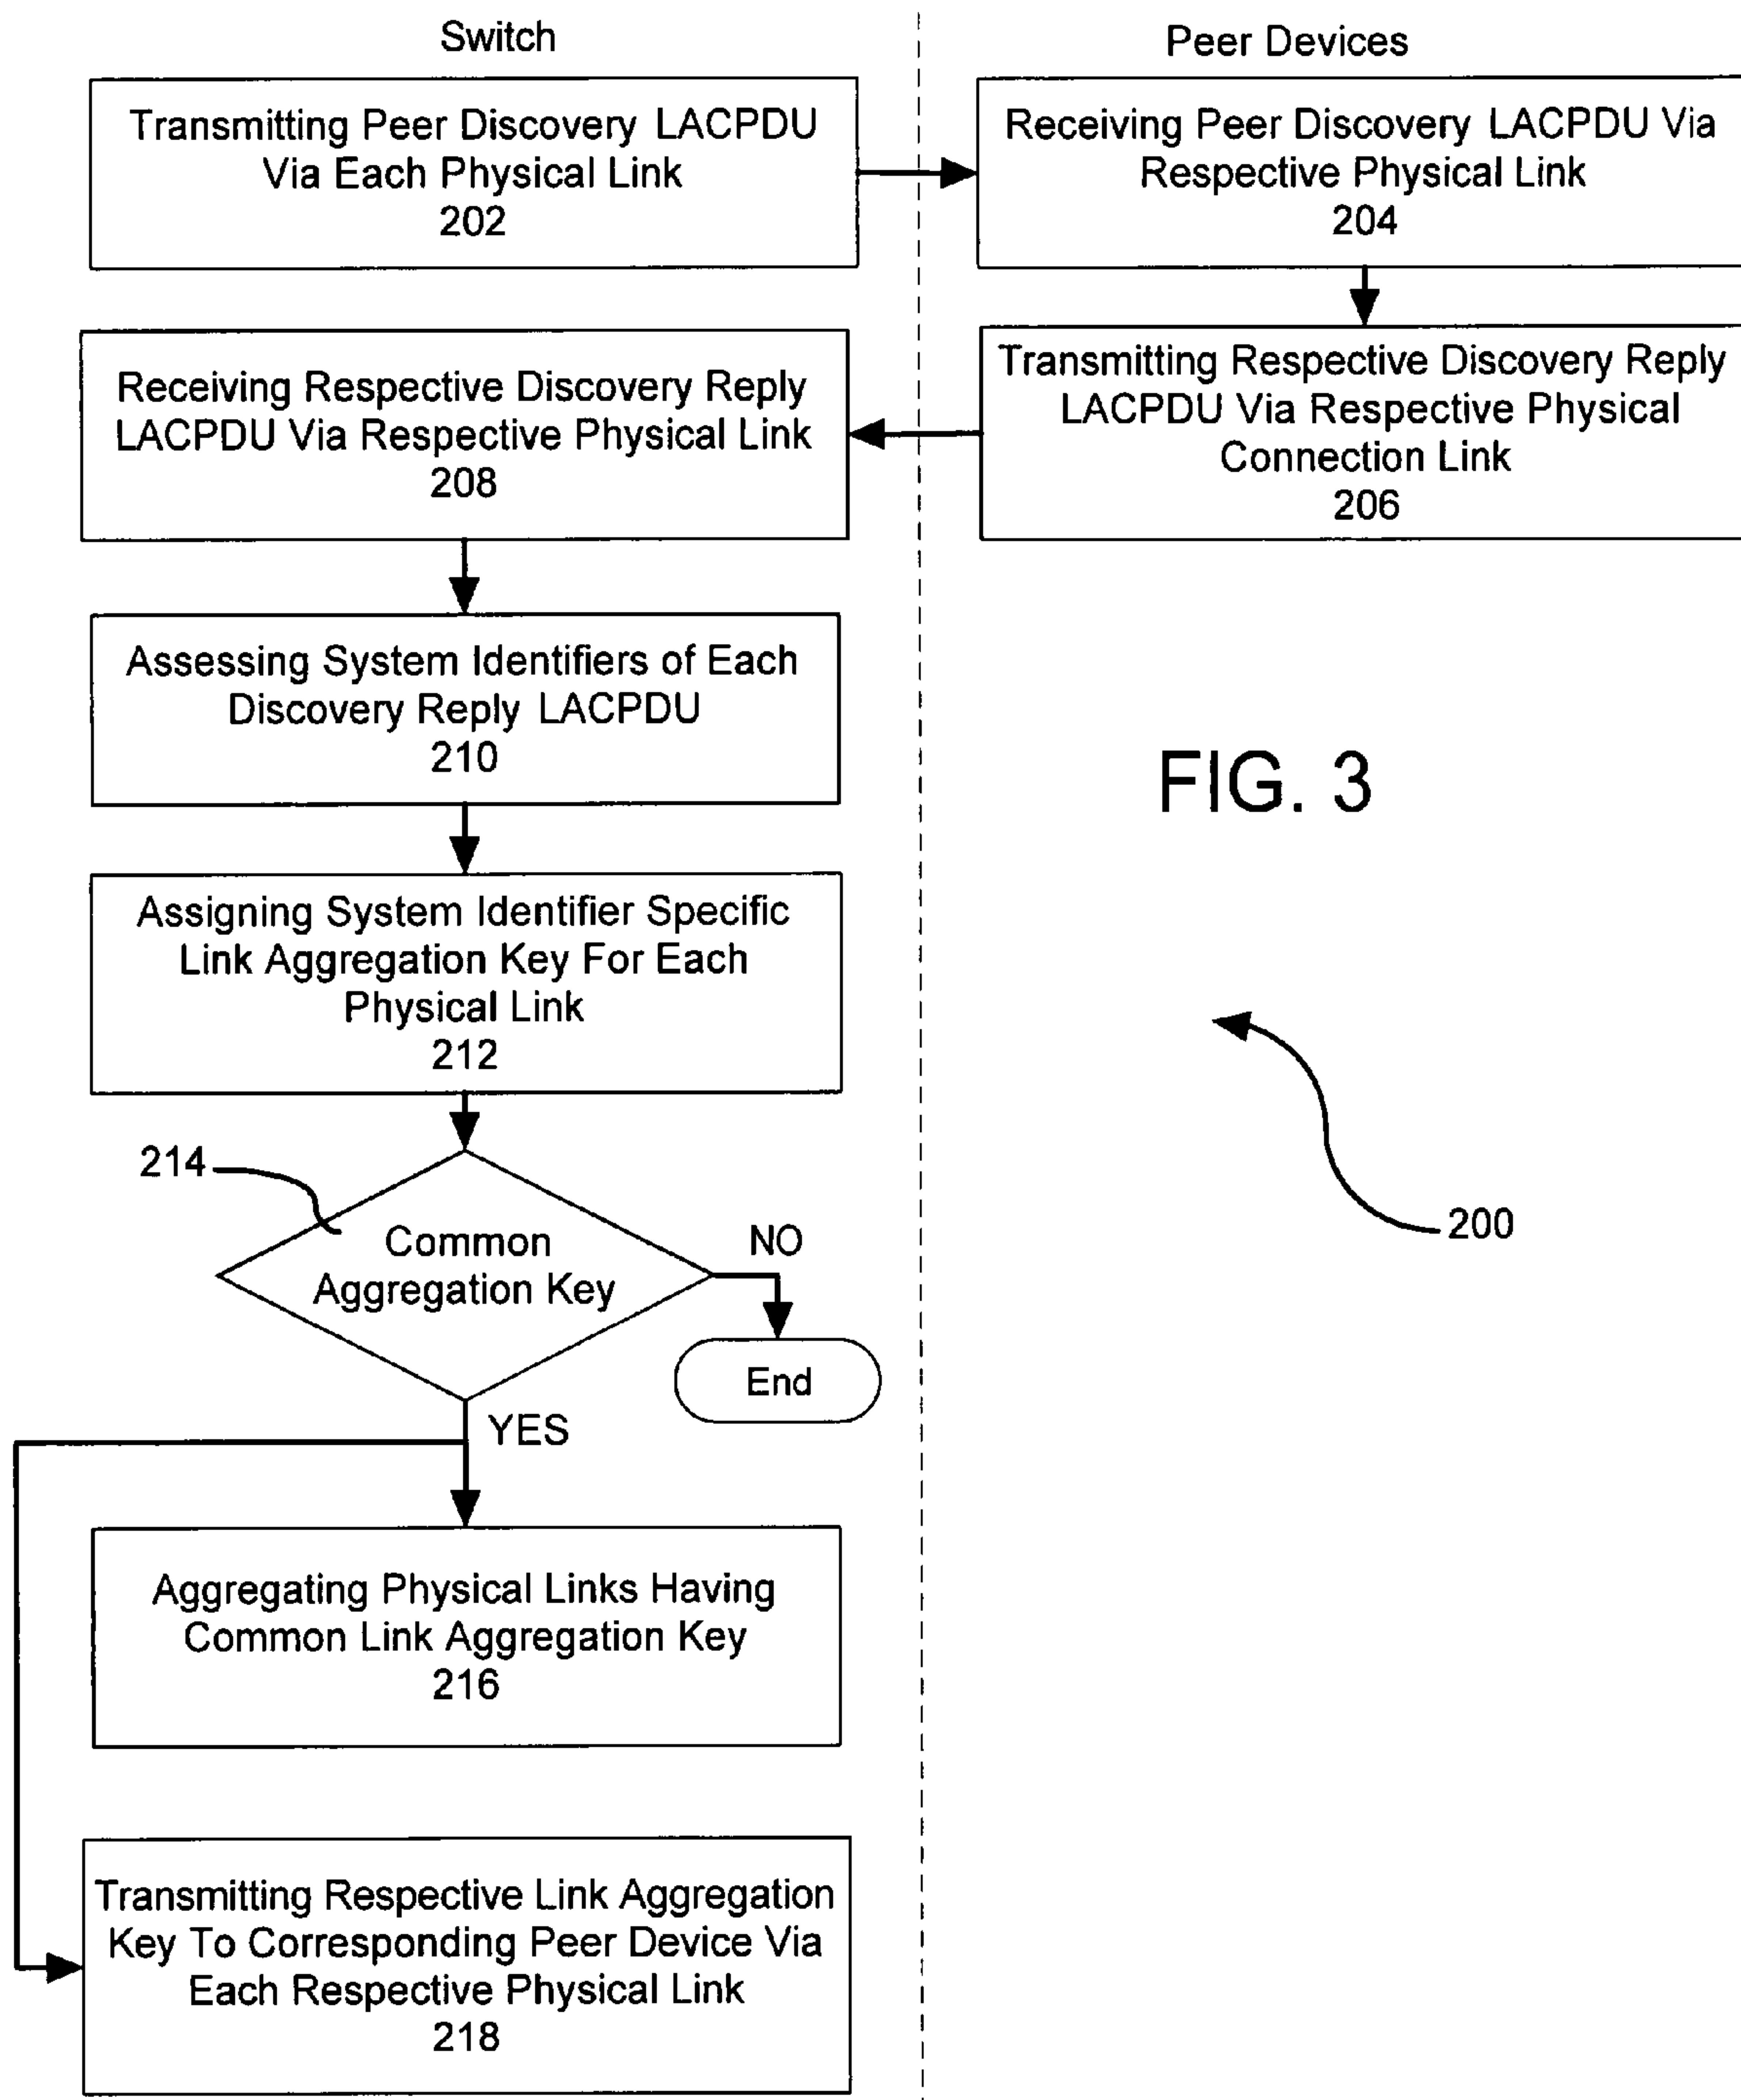 Switch
Peer Devices
Transmitting Peer Discovery LACPDU
Via Each Physical Link
202
Receiving Peer Discovery LACPDU Via
Respective Physical Link
204
Transmitting Respective Discovery Reply
LACPDU Via Respective Physical
Connection Link
206
Receiving Respective Discovery Reply
LACPDU Via Respective Physical Link
208
Assessing System Identifiers of Each
Discovery Reply LACPDU
210
FIG. 3
Assigning System Identifier Specific
Link Aggregation Key For Each
Physical Link
212
214
Common
Aggregation Key
NO
200
End
YES
Aggregating Physical Links Having
Common Link Aggregation Key
216
Transmitting Respective Link Aggregation
Key To Corresponding Peer Device Via
Each Respective Physical Link
218